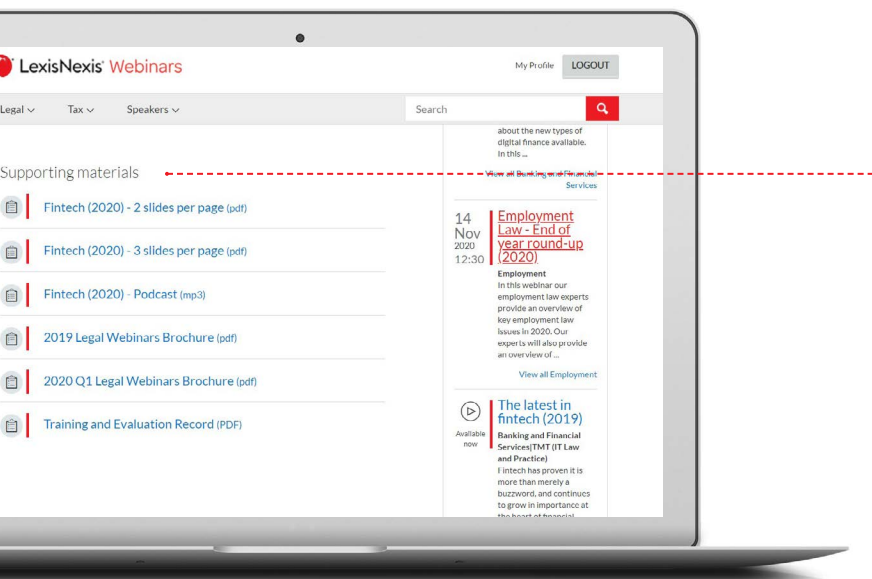 LexisNexis® Webinars
My Profile
LOGOUT
Legal
Tax
Speakers
Search
Supporting materials
Fintech (2020) - 2 slides per page (pdf)
Fintech (2020) - 3 slides per page (pdf)
Fintech (2020) - Podcast (mp3)
2019 Legal Webinars Brochure (pdf)
2020 Q1 Legal Webinars Brochure (pdf)
Training and Evaluation Record (PDF)
about the new types of
digital finance available.
In this ...
View all Banking and Financial
Services
14
Nov
2020
12:30
Employment
Law - End of
year round-up
(2020)
Employment
In this webinar our
employment law experts
provide an overview of
key employment law
issues in 2020. Our
experts will also provide
an overview of ...
View all Employment
Available
now
The latest in
fintech (2019)
Banking and Financial
Services|TMT (IT Law
and Practice)
Fintech has proven it is
more than merely a
buzzword, and continues
to grow in importance at
the heart of financial